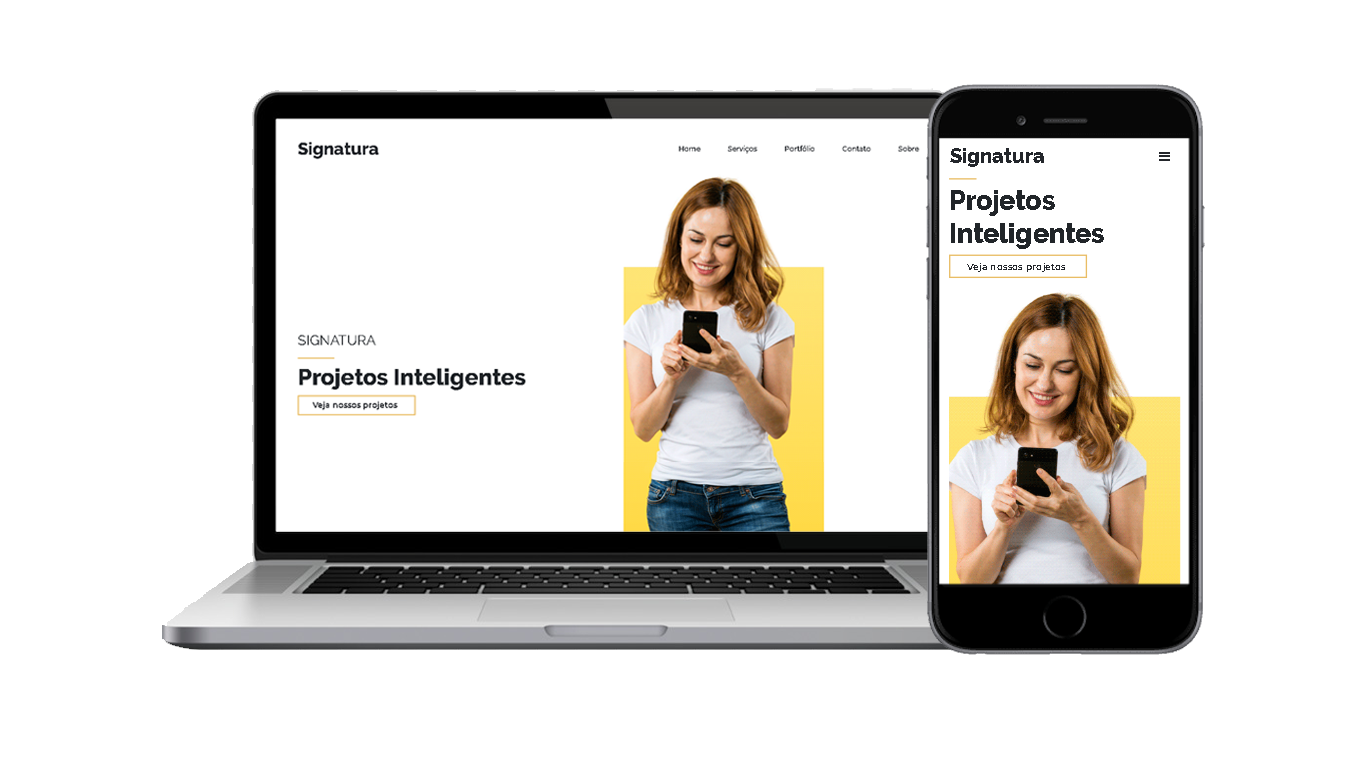 Signatura
Home Serviços Portfólio Contato Sobre
SIGNATURA
Projetos Inteligentes
Veja nossos projetos
Signatura
Projetos
Inteligentes
Veja nossos projetos